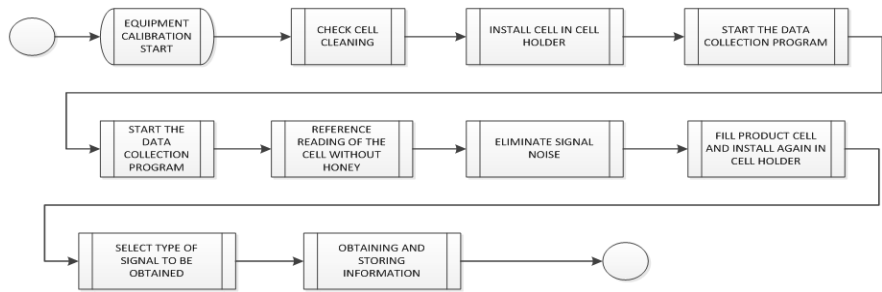 EQUIPMENT
CALIBRATION
START
CHECK CELL
CLEANING
INSTALL CELL IN CELL
HOLDER
START THE DATA
COLLECTION PROGRAM
START THE
DATA
COLLECTION
PROGRAM
REFERENCE
READING OF THE
CELL WITHOUT
HONEY
ELIMINATE SIGNAL
NOISE
FILL PRODUCT CELL
AND INSTALL AGAIN IN
CELL HOLDER
SELECT TYPE OF
SIGNAL TO BE
OBTAINED
OBTAINING AND
STORING
INFORMATION